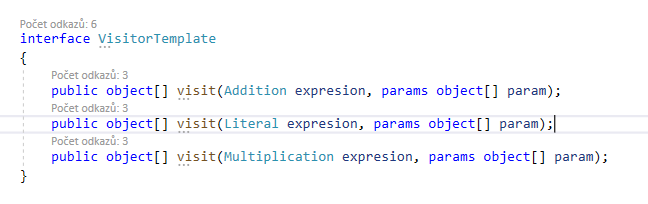 Počet odkazů: 6
interface VisitorTemplate
{
Počet odkazů: 3
public object[] visit(Addition expresion, params object[] param);
Počet odkazů: 3
public object[] visit(Literal expresion, params object[] param);
Počet odkazů: 3
public object[] visit(Multiplication expresion, params object[] param);
}